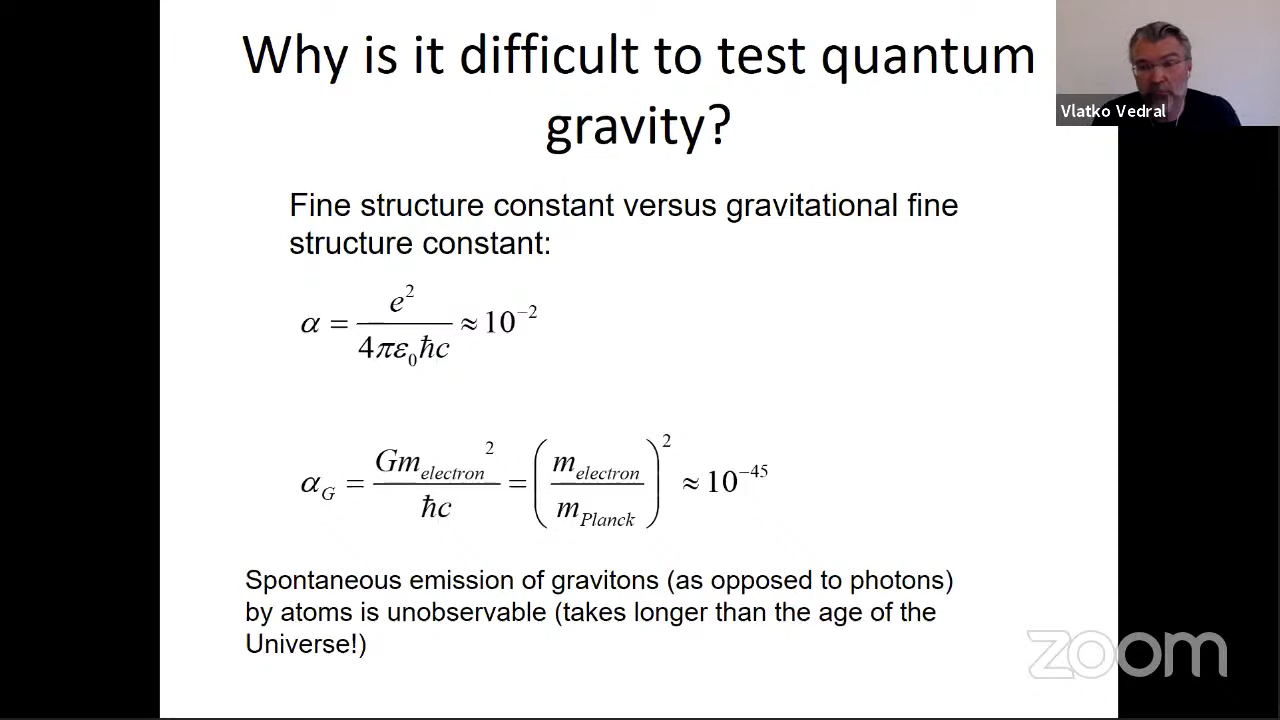 Why is it difficult to test quantum
gravity?
Vlatko Vedral
Fine structure constant versus gravitational fine
structure constant:
α = e² / 4πε₀ħc ≈ 10⁻²
α_G = Gm_electron² / ħc = (m_electron / m_Planck)² ≈ 10⁻⁴⁵
Spontaneous emission of gravitons (as opposed to photons)
by atoms is unobservable (takes longer than the age of the
Universe!)
zoom